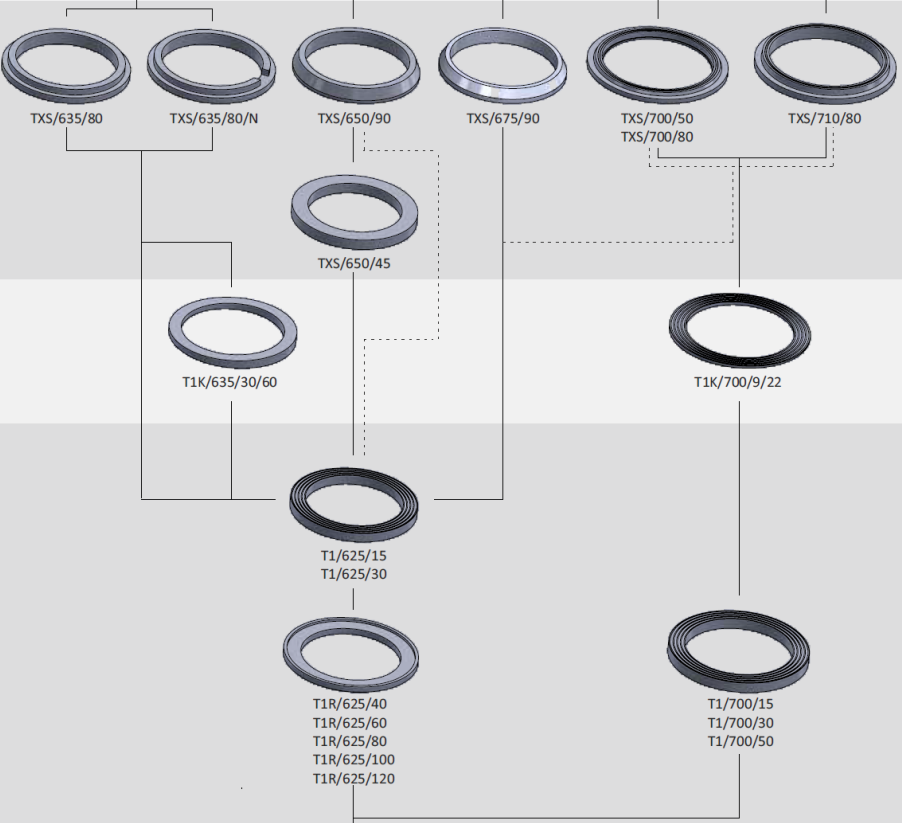 TXS/635/80
TXS/635/80/N
TXS/650/90
TXS/675/90
TXS/700/50
TXS/700/80
TXS/710/80
TXS/650/45
T1K/635/30/60
T1K/700/9/22
T1/625/15
T1/625/30
T1R/625/40
T1R/625/60
T1R/625/80
T1R/625/100
T1R/625/120
T1/700/15
T1/700/30
T1/700/50